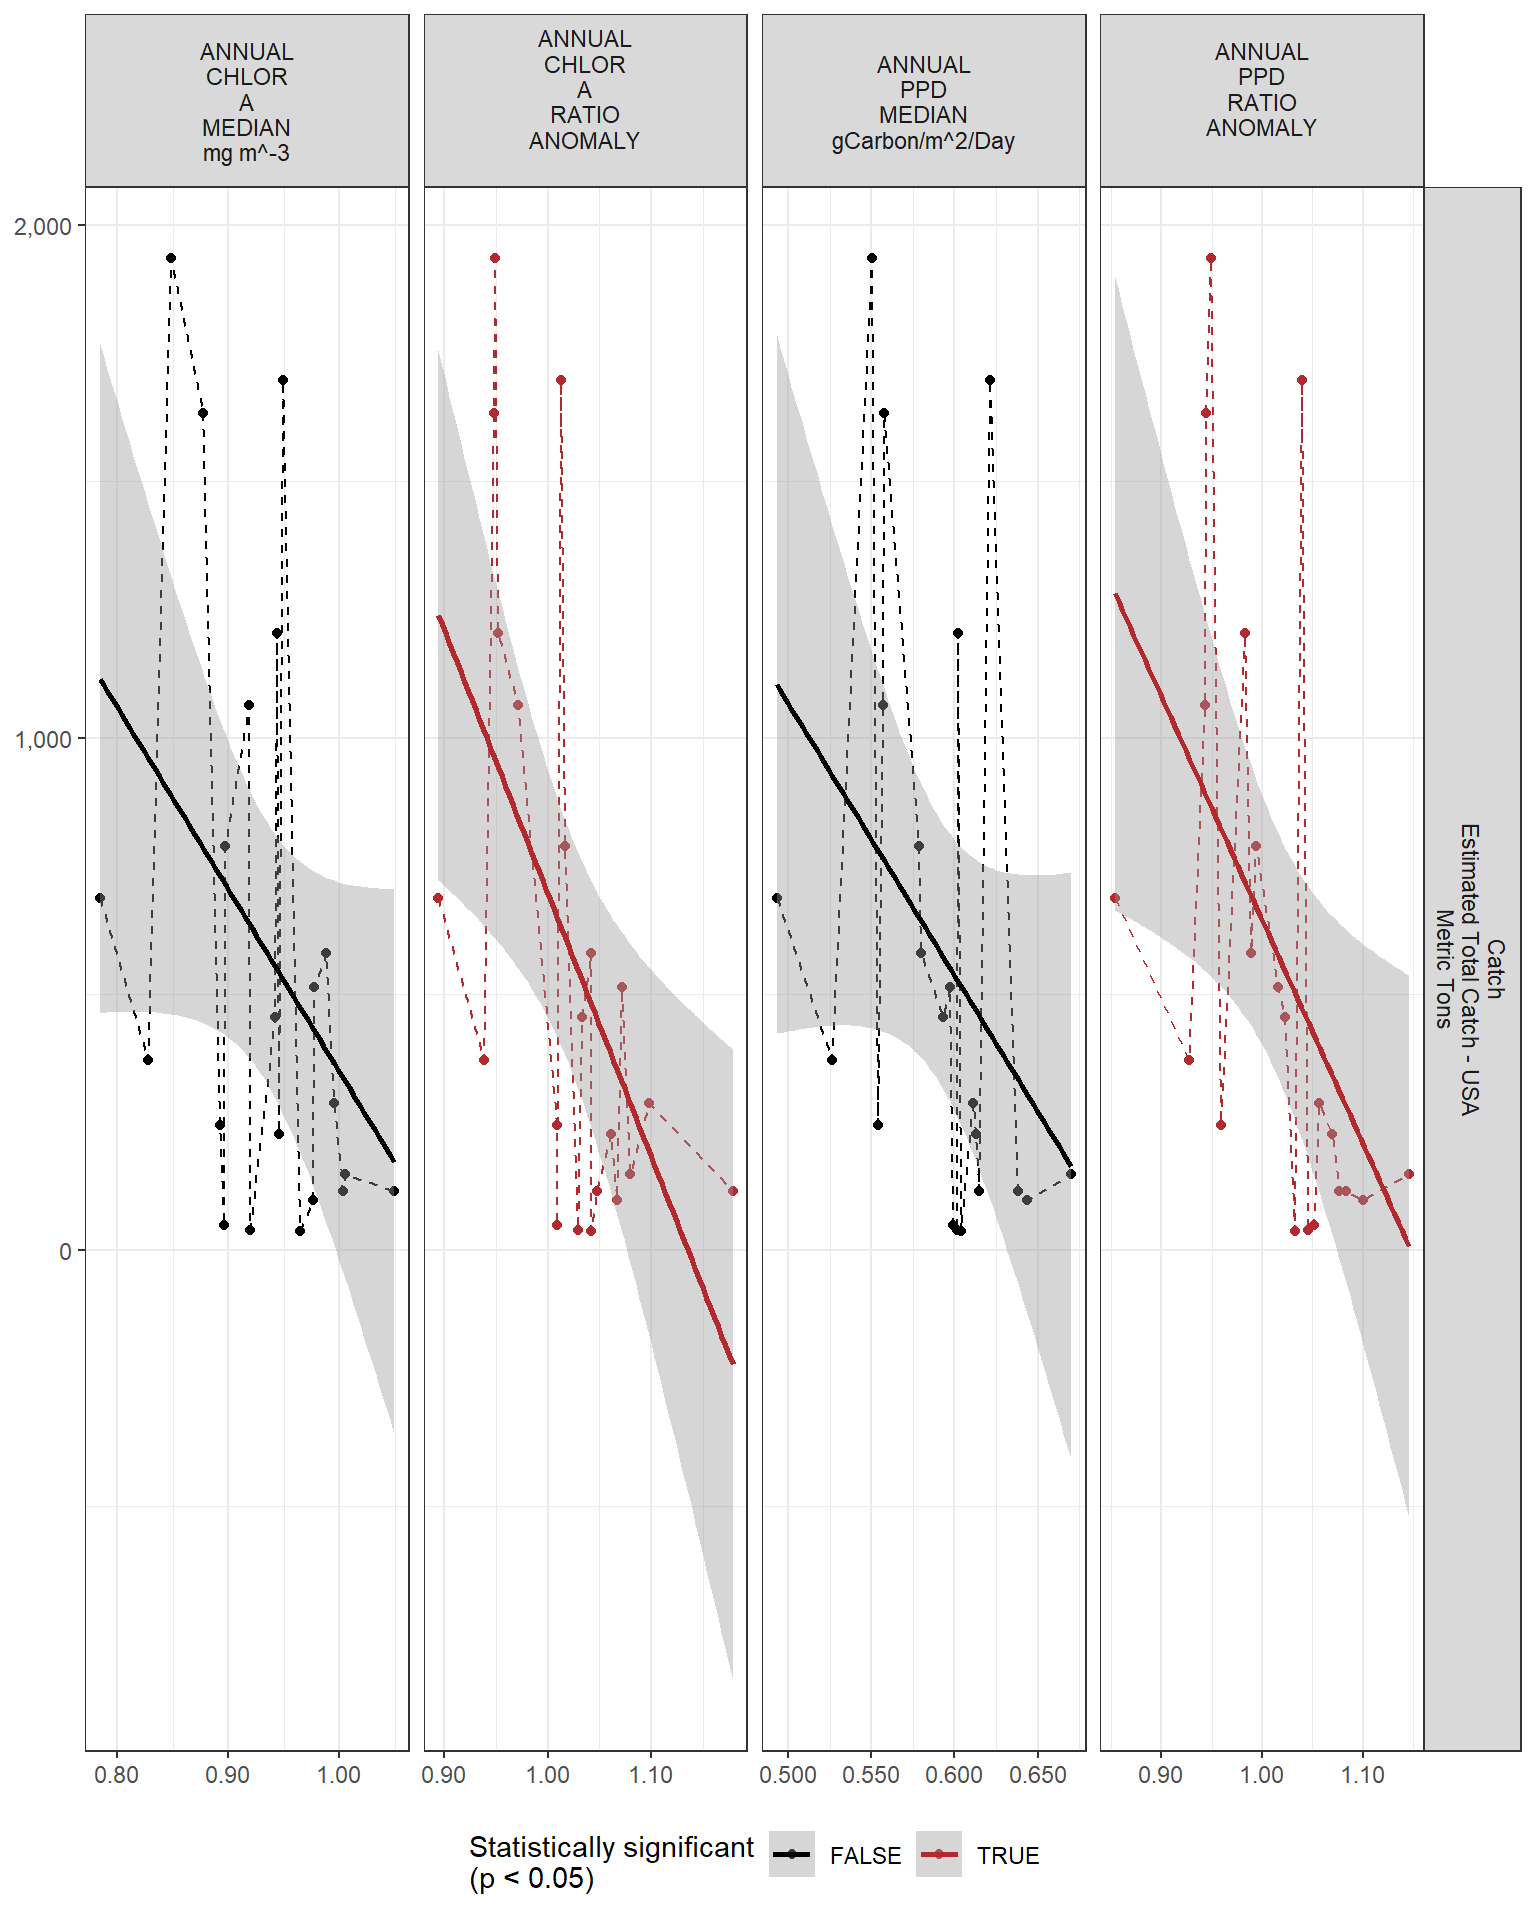 ANNUAL
CHLOR
A
MEDIAN
mg m^-3
ANNUAL
CHLOR
A
RATIO
ANOMALY
ANNUAL
PPD
MEDIAN
gCarbon/m^2/Day
ANNUAL
PPD
RATIO
ANOMALY
2,000
1,000
0
Catch
Estimated Total Catch - USA
Metric Tons
0.80 0.90 1.00
0.90 1.00 1.10
0.500 0.550 0.600 0.650
0.90 1.00 1.10
Statistically significant
(p < 0.05)
FALSE
TRUE